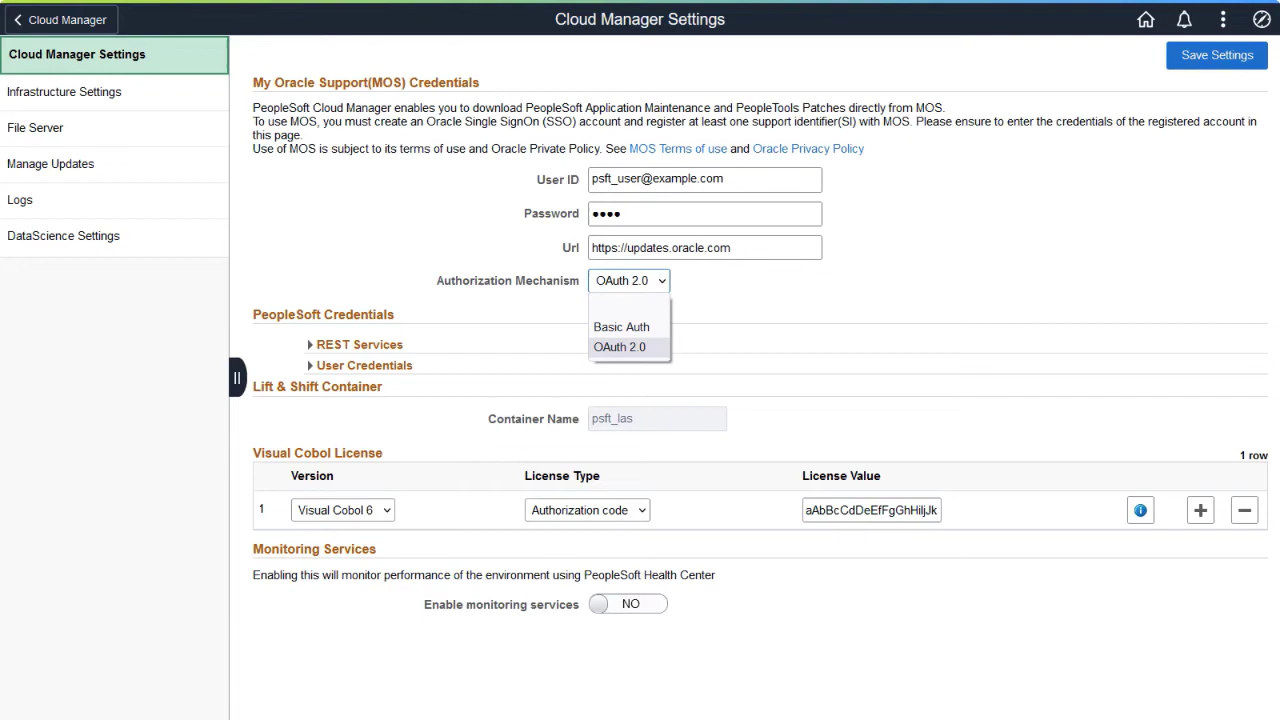 Cloud Manager
Cloud Manager Settings
Cloud Manager Settings
Infrastructure Settings
File Server
Manage Updates
Logs
DataScience Settings
Save Settings
My Oracle Support(MOS) Credentials
PeopleSoft Cloud Manager enables you to download PeopleSoft Application Maintenance and PeopleTools Patches directly from MOS.
To use MOS, you must create an Oracle Single SignOn (SSO) account and register at least one support identifier(SI) with MOS. Please ensure to enter the credentials of the registered account in
this page.
Use of MOS is subject to its terms of use and Oracle Private Policy. See MOS Terms of use and Oracle Privacy Policy
User ID psft_user@example.com
Password ●●●●
Url https://updates.oracle.com
Authorization Mechanism OAuth 2.0
Basic Auth
OAuth 2.0
PeopleSoft Credentials
REST Services
User Credentials
Lift & Shift Container
Container Name psft_las
Visual Cobol License
1 row
Version License Type License Value
1 Visual Cobol 6 Authorization code aAbBcCdDeEfFgGhHiIjJk
Monitoring Services
Enabling this will monitor performance of the environment using PeopleSoft Health Center
Enable monitoring services NO